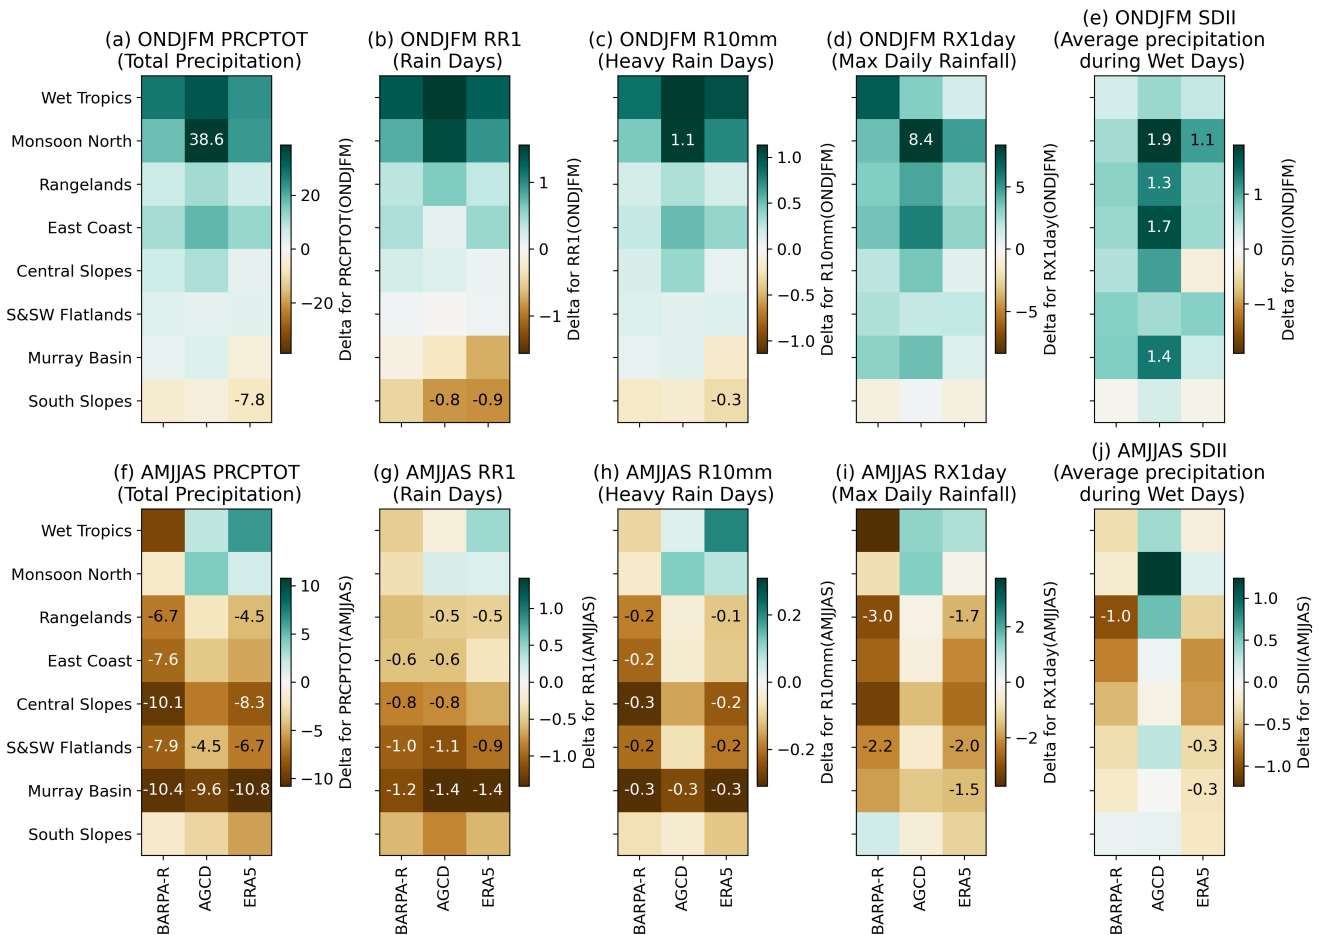 (a) ONDJFM PRCPTOT
(Total Precipitation)
(b) ONDJFM RR1
(Rain Days)
(c) ONDJFM R10mm
(Heavy Rain Days)
(d) ONDJFM RX1day
(Max Daily Rainfall)
(e) ONDJFM SDII
(Average precipitation
during Wet Days)
Wet Tropics
Monsoon North
Rangelands
East Coast
Central Slopes
S&SW Flatlands
Murray Basin
South Slopes
38.6
-7.8
20
0
−20
Delta for PRCPTOT(ONDJFM)
-0.8 -0.9
1
0
−1
Delta for RR1(ONDJFM)
1.1
-0.3
1.0
0.5
0.0
−0.5
−1.0
Delta for R10mm(ONDJFM)
8.4
5
0
−5
Delta for RX1day(ONDJFM)
1.9 1.1
1.3
1.7
1.4
1
0
−1
Delta for SDII(ONDJFM)
(f) AMJJAS PRCPTOT
(Total Precipitation)
(g) AMJJAS RR1
(Rain Days)
(h) AMJJAS R10mm
(Heavy Rain Days)
(i) AMJJAS RX1day
(Max Daily Rainfall)
(j) AMJJAS SDII
(Average precipitation
during Wet Days)
Wet Tropics
Monsoon North
Rangelands
East Coast
Central Slopes
S&SW Flatlands
Murray Basin
South Slopes
-6.7 -4.5
-7.6
-10.1 -8.3
-7.9 -4.5 -6.7
-10.4 -9.6 -10.8
10
5
0
−5
−10
Delta for PRCPTOT(AMJJAS)
-0.5 -0.5
-0.6 -0.6
-0.8 -0.8
-1.0 -1.1 -0.9
-1.2 -1.4 -1.4
1.0
0.5
0.0
−0.5
−1.0
Delta for RR1(AMJJAS)
-0.2 -0.1
-0.2
-0.3 -0.2
-0.2 -0.2
-0.3 -0.3 -0.3
0.2
0.0
−0.2
Delta for R10mm(AMJJAS)
-3.0 -1.7
-2.2 -2.0
-1.5
2
0
−2
Delta for RX1day(AMJJAS)
-1.0
-0.3
-0.3
1.0
0.5
0.0
−0.5
−1.0
Delta for SDII(AMJJAS)
BARPA-R
AGCD
ERA5
BARPA-R
AGCD
ERA5
BARPA-R
AGCD
ERA5
BARPA-R
AGCD
ERA5
BARPA-R
AGCD
ERA5